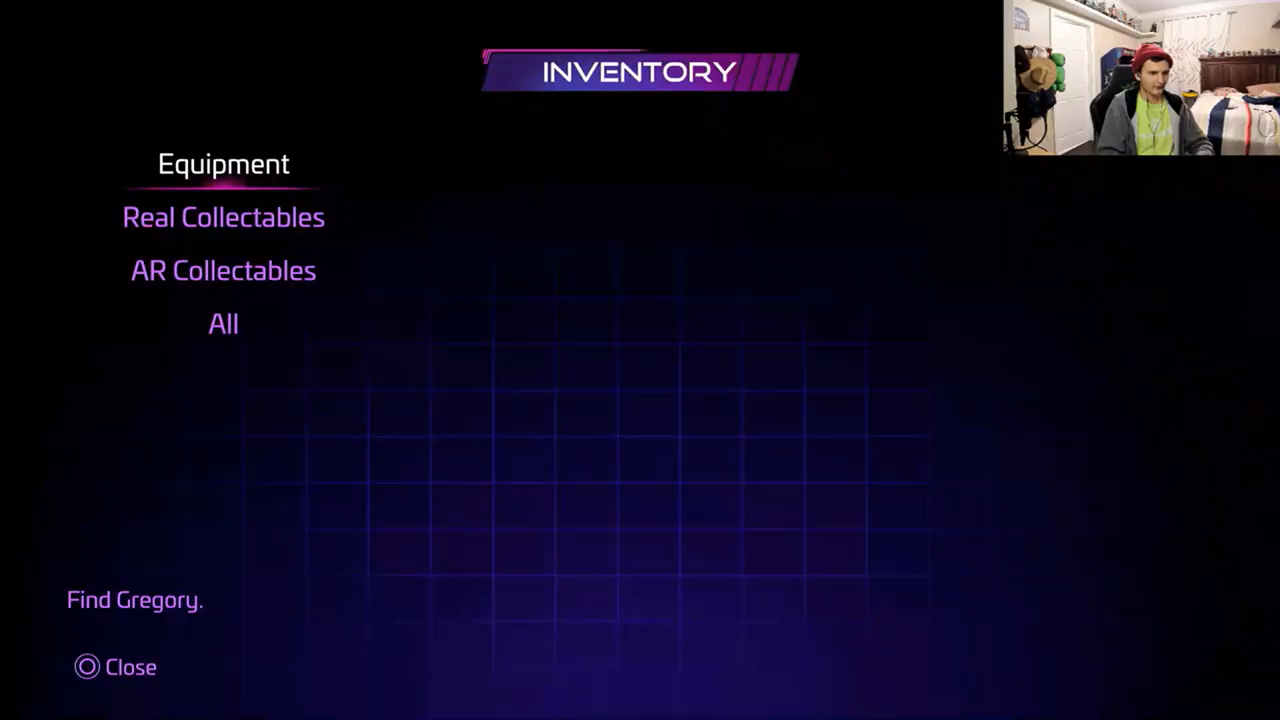 INVENTORY
Equipment
Real Collectables
AR Collectables
All
Find Gregory.
Close